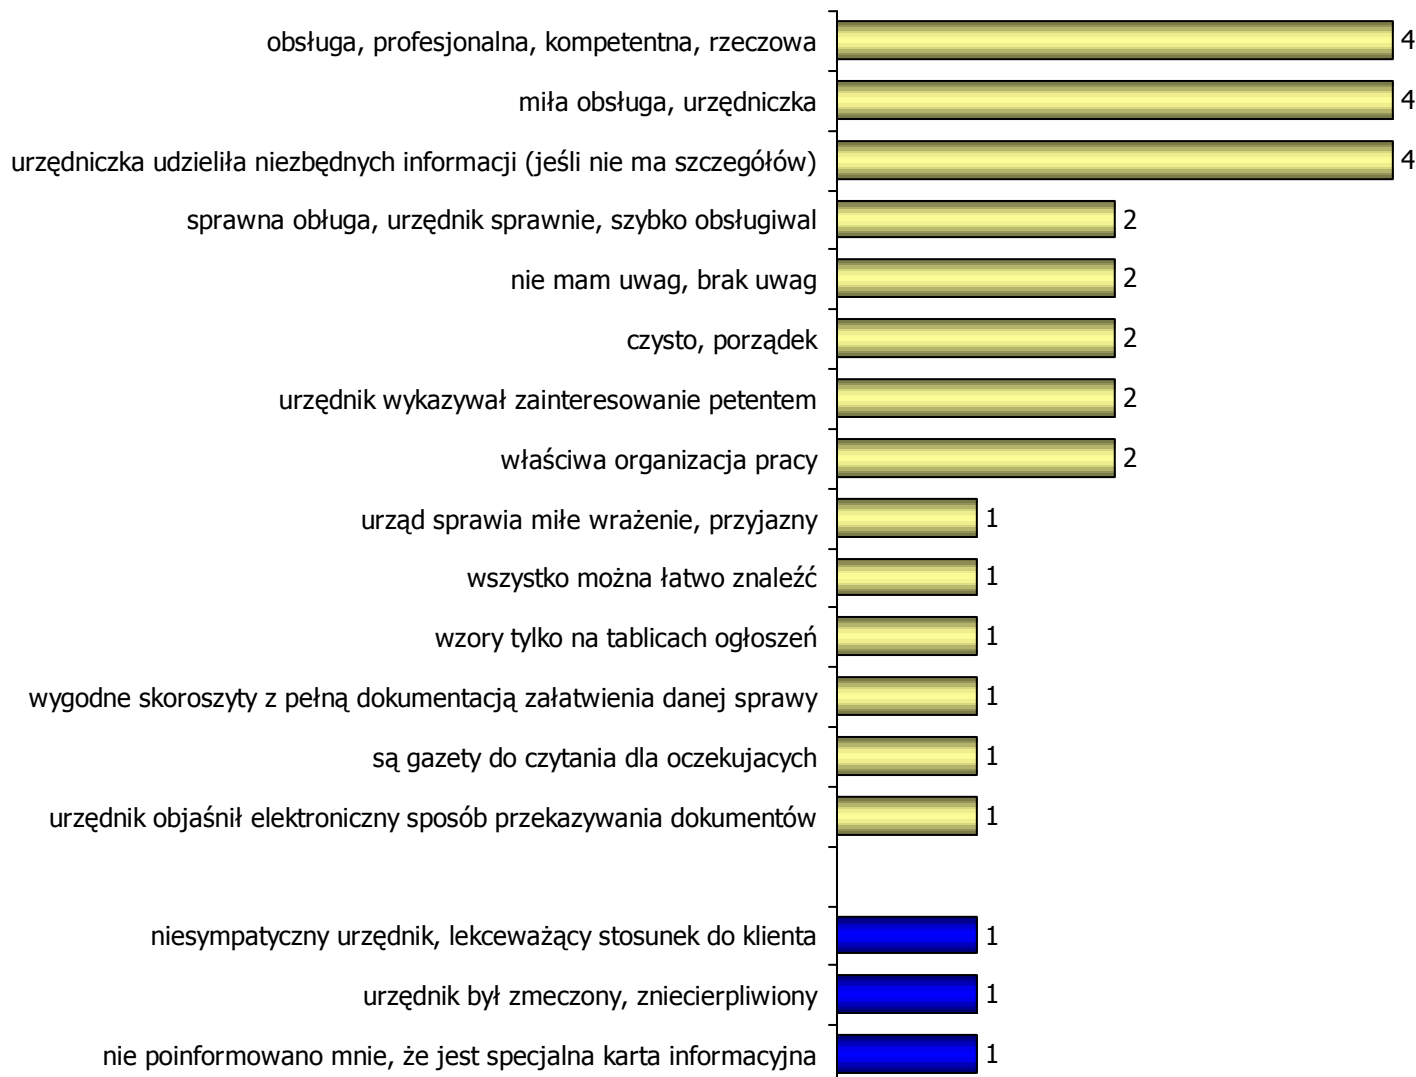 obsługa, profesjonalna, kompetentna, rzeczowa 4
miła obsługa, urzędniczka 4
urzędniczka udzieliła niezbędnych informacji (jeśli nie ma szczegółów) 4
sprawna obługa, urzędnik sprawnie, szybko obsługiwal 2
nie mam uwag, brak uwag 2
czysto, porządek 2
urzędnik wykazywał zainteresowanie petentem 2
właściwa organizacja pracy 2
urząd sprawia miłe wrażenie, przyjazny 1
wszystko można łatwo znaleźć 1
wzory tylko na tablicach ogłoszeń 1
wygodne skoroszyty z pełną dokumentacją załatwienia danej sprawy 1
są gazety do czytania dla oczekujacych 1
urzędnik objaśnił elektroniczny sposób przekazywania dokumentów 1
niesympatyczny urzędnik, lekceważący stosunek do klienta 1
urzędnik był zmeczony, zniecierpliwiony 1
nie poinformowano mnie, że jest specjalna karta informacyjna 1